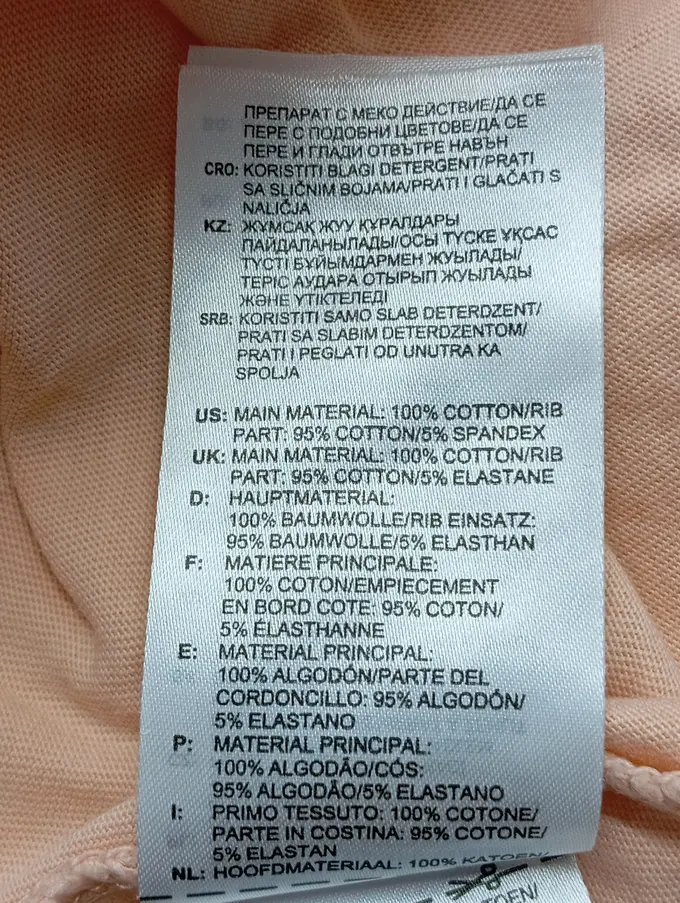 ПРЕПАРАТ С МЕКО ДЕЙСТВИЕ/ДА СЕ
ПЕРЕ С ПОДОБНИ ЦВЕТОВЕ/ДА СЕ
ПЕРЕ И ГЛАДИ ОТВЪТРЕ НАВЪН
CRO: KORISTITI BLAGI DETERGENT/PRATI
SA SLIČNIM BOJAMA/PRATI I GLAČATI S
NALIČJA
KZ: ЖҰМСАҚ ЖУУ ҚҰРАЛДАРЫ
ПАЙДАЛАНЫЛАДЫ/ОСЫ ТҮСКЕ ҰҚСАС
ТҮСТІ БҰЙЫМДАРМЕН ЖУЫЛАДЫ/
ТЕРІС АУДАРА ОТЫРЫП ЖУЫЛАДЫ
ЖӘНЕ ҮТІКТЕЛЕДІ
SRB: KORISTITI SAMO SLAB DETERDZENT/
PRATI SA SLABIM DETERDZENTOM/
PRATI I PEGLATI OD UNUTRA KA
SPOLJA
US: MAIN MATERIAL: 100% COTTON/RIB
PART: 95% COTTON/5% SPANDEX
UK: MAIN MATERIAL: 100% COTTON/RIB
PART: 95% COTTON/5% ELASTANE
D: HAUPTMATERIAL:
100% BAUMWOLLE/RIB EINSATZ:
95% BAUMWOLLE/5% ELASTHAN
F: MATIERE PRINCIPALE:
100% COTON/EMPIECEMENT
EN BORD COTE: 95% COTON/
5% ELASTHANNE
E: MATERIAL PRINCIPAL:
100% ALGODÓN/PARTE DEL
CORDONCILLO: 95% ALGODÓN/
5% ELASTANO
P: MATERIAL PRINCIPAL:
100% ALGODÃO/CÓS:
95% ALGODÃO/5% ELASTANO
I: PRIMO TESSUTO: 100% COTONE/
PARTE IN COSTINA: 95% COTONE/
5% ELASTAN
NL: HOOFDMATERIAAL: 100% KATOEN/